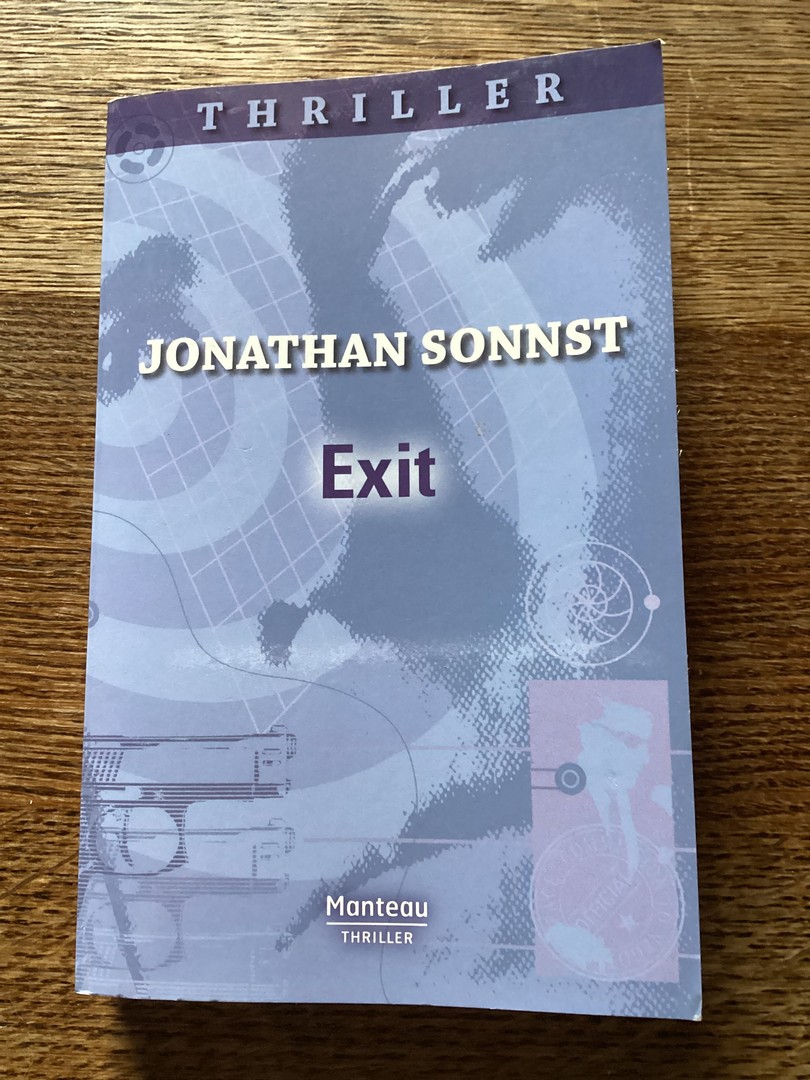 THRILLER
JONATHAN SONNST
Exit
Manteau
THRILLER